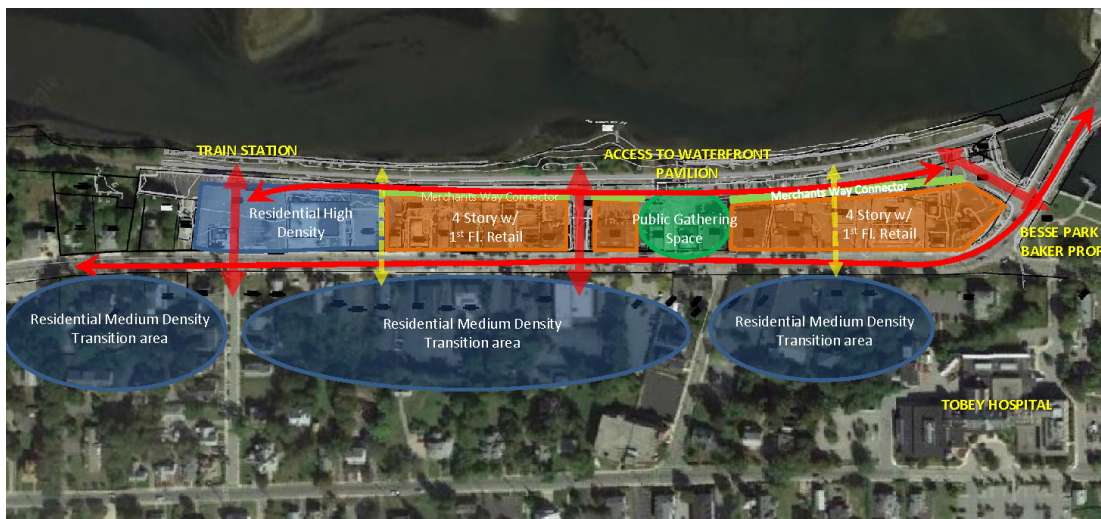 TRAIN STATION
ACCESS TO WATERFRONT
PAVILION
Merchants Way Connector
Merchants Way Connector
Residential High
Density
4 Story w/
1st Fl. Retail
Public Gathering
Space
4 Story w/
1st Fl. Retail
BESSE PARK
BAKER PROP
Residential Medium Density
Transition area
Residential Medium Density
Transition area
Residential Medium Density
Transition area
TOBEY HOSPITAL